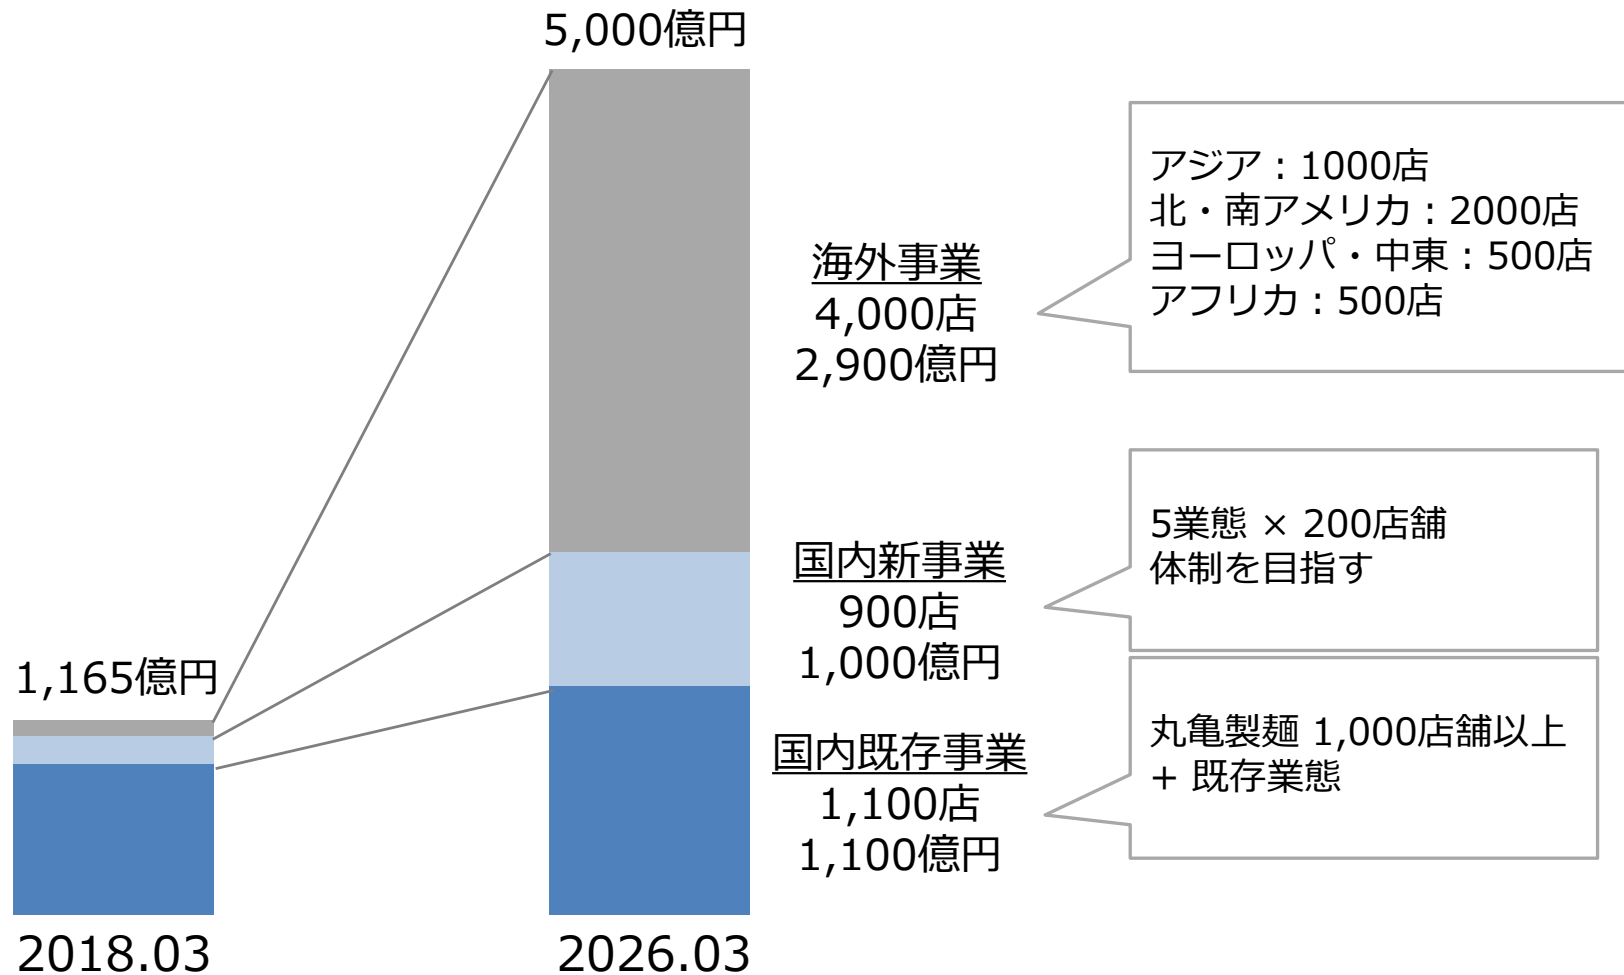 5,000億円
1,165億円
2018.03
2026.03
海外事業
4,000店
2,900億円
アジア：1000店
北・南アメリカ：2000店
ヨーロッパ・中東：500店
アフリカ：500店
国内新事業
900店
1,000億円
5業態 × 200店舗
体制を目指す
国内既存事業
1,100店
1,100億円
丸亀製麺 1,000店舗以上
+ 既存業態